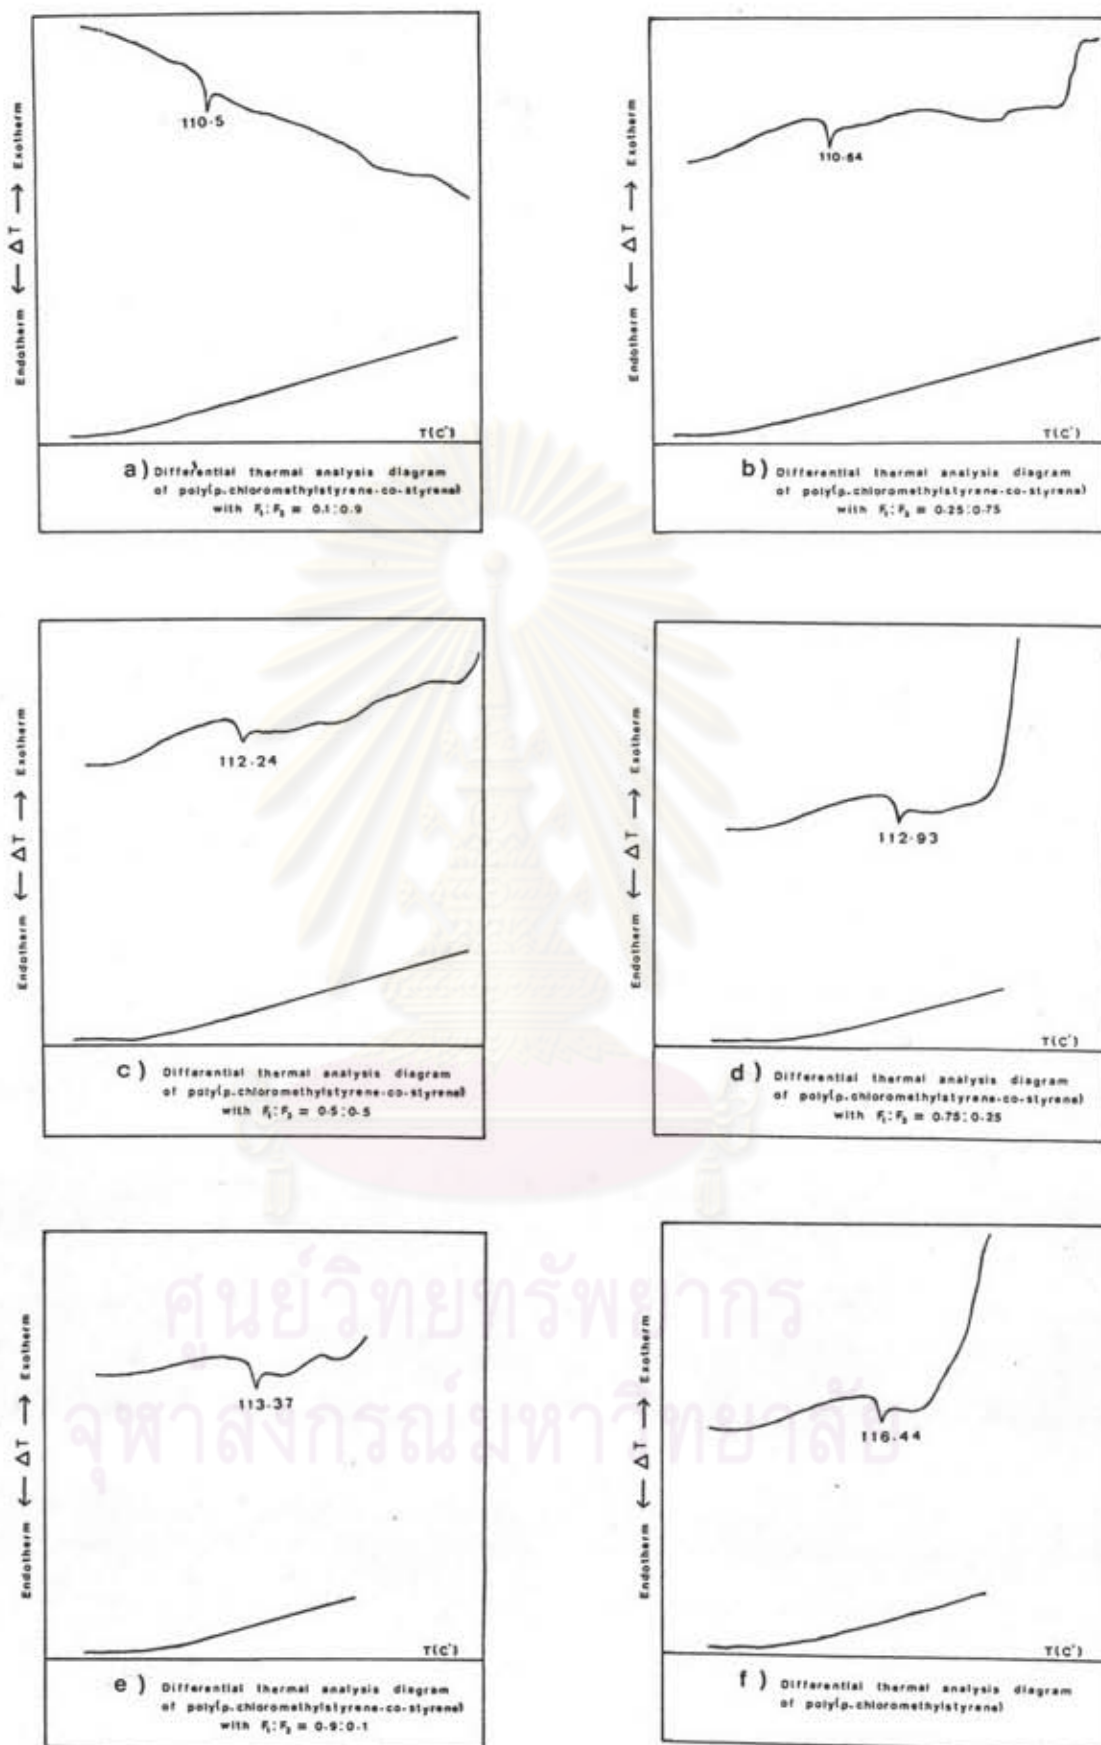 Endotherm ← ΔT → Exotherm
110.5
T(C°)
a) Differential thermal analysis diagram
of poly(p.chloromethylstyrene-co-styrene)
with F₁:F₂ = 0.1:0.9
Endotherm ← ΔT → Exotherm
110.64
T(C°)
b) Differential thermal analysis diagram
of poly(p.chloromethylstyrene-co-styrene)
with F₁:F₂ = 0.25:0.75
Endotherm ← ΔT → Exotherm
112.24
c) Differential thermal analysis diagram
of poly(p.chloromethylstyrene-co-styrene)
with F₁:F₂ = 0.5:0.5
Endotherm ← ΔT → Exotherm
112.93
T(C°)
d) Differential thermal analysis diagram
of poly(p.chloromethylstyrene-co-styrene)
with F₁:F₂ = 0.75:0.25
ศูนย์วิทยทรัพยากร
จุฬาลงกรณ์มหาวิทยาลัย
Endotherm ← ΔT → Exotherm
113.37
T(C°)
e) Differential thermal analysis diagram
of poly(p.chloromethylstyrene-co-styrene)
with F₁:F₂ = 0.9:0.1
Endotherm ← ΔT → Exotherm
116.44
T(C°)
f) Differential thermal analysis diagram
of poly(p.chloromethylstyrene)